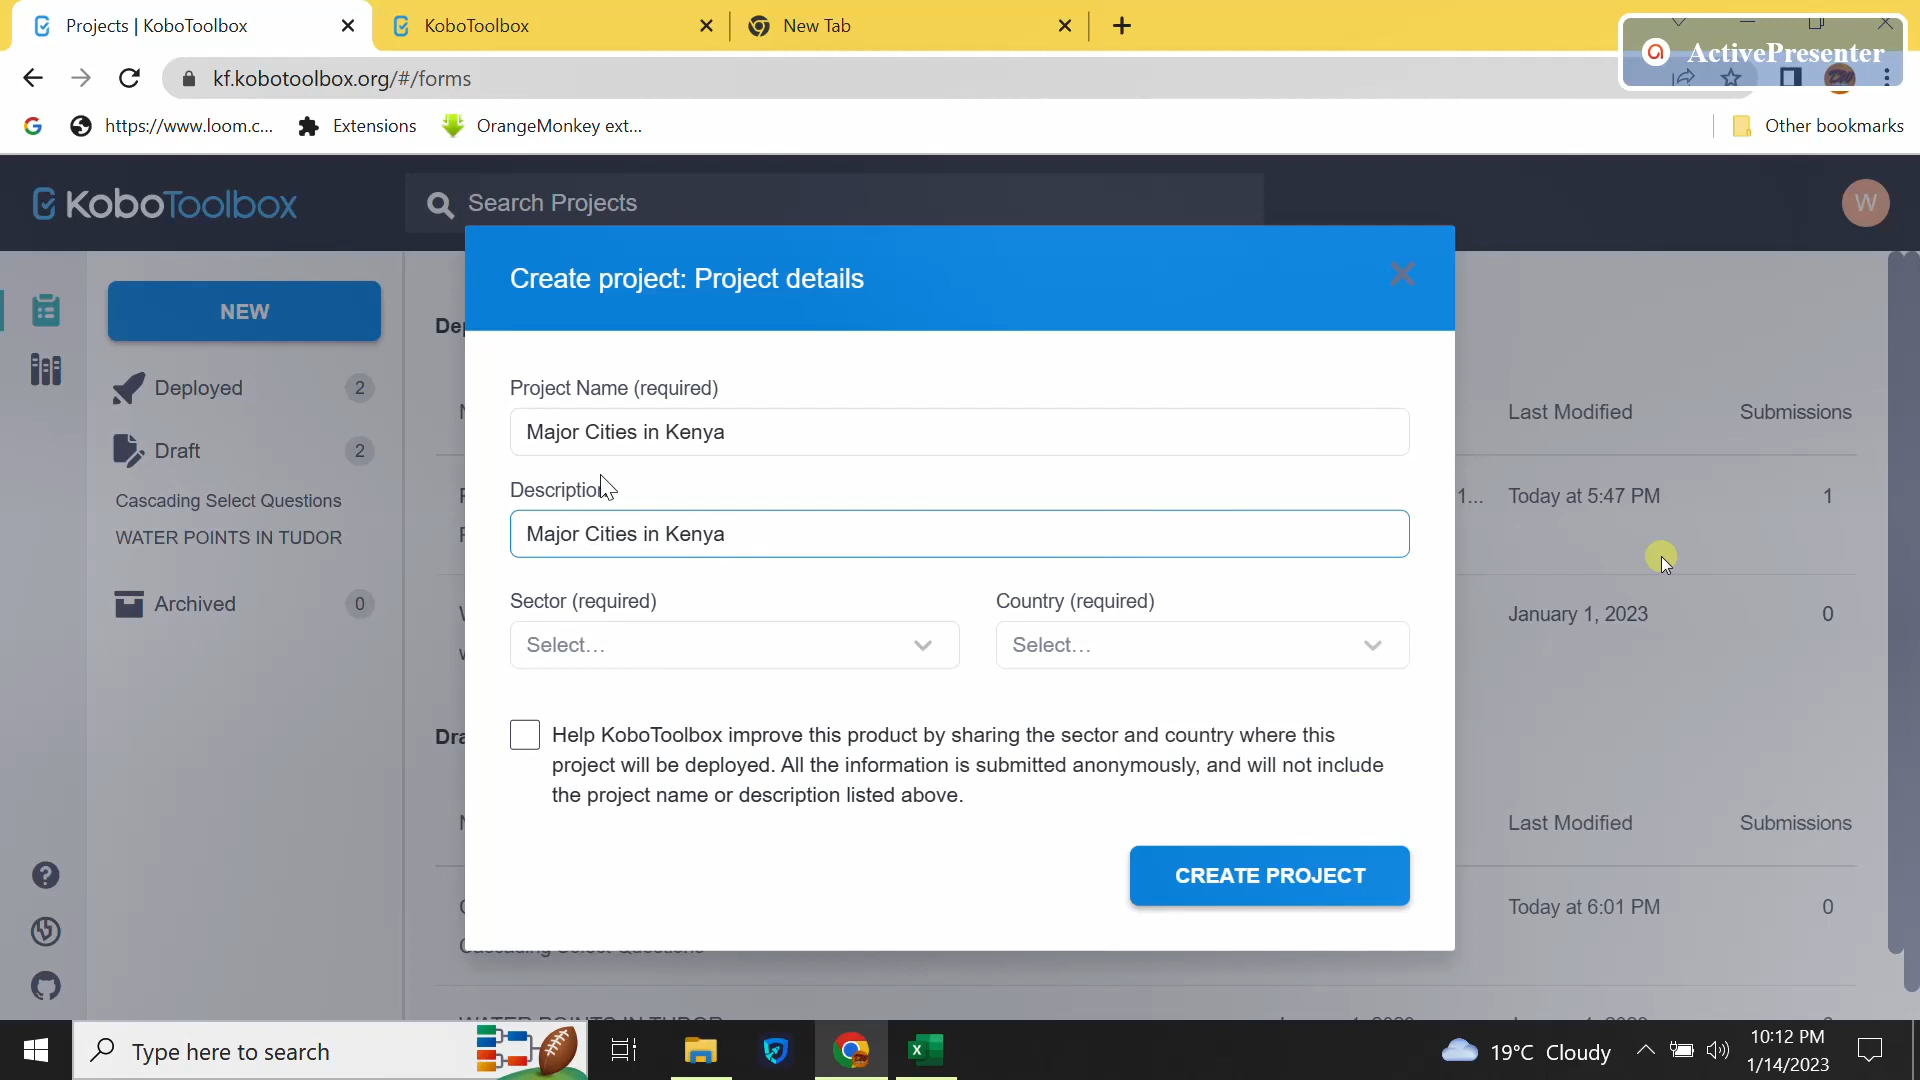 Projects | KoboToolbox
KoboToolbox
New Tab
ActivePresenter
kf.kobotoolbox.org/#/forms
https://www.loom.c...
Extensions
OrangeMonkey ext...
Other bookmarks
KoboToolbox
Search Projects
W
Create project: Project details
NEW
Project Name (required)
Deployed
2
Last Modified
Submissions
Major Cities in Kenya
Draft
2
Description
Cascading Select Questions
1...
Today at 5:47 PM
1
Major Cities in Kenya
WATER POINTS IN TUDOR
Sector (required)
Country (required)
Archived
0
January 1, 2023
0
Select...
Select...
Help KoboToolbox improve this product by sharing the sector and country where this
project will be deployed. All the information is submitted anonymously, and will not include
the project name or description listed above.
Last Modified
Submissions
CREATE PROJECT
Today at 6:01 PM
0
Type here to search
19°C Cloudy
10:12 PM
1/14/2023